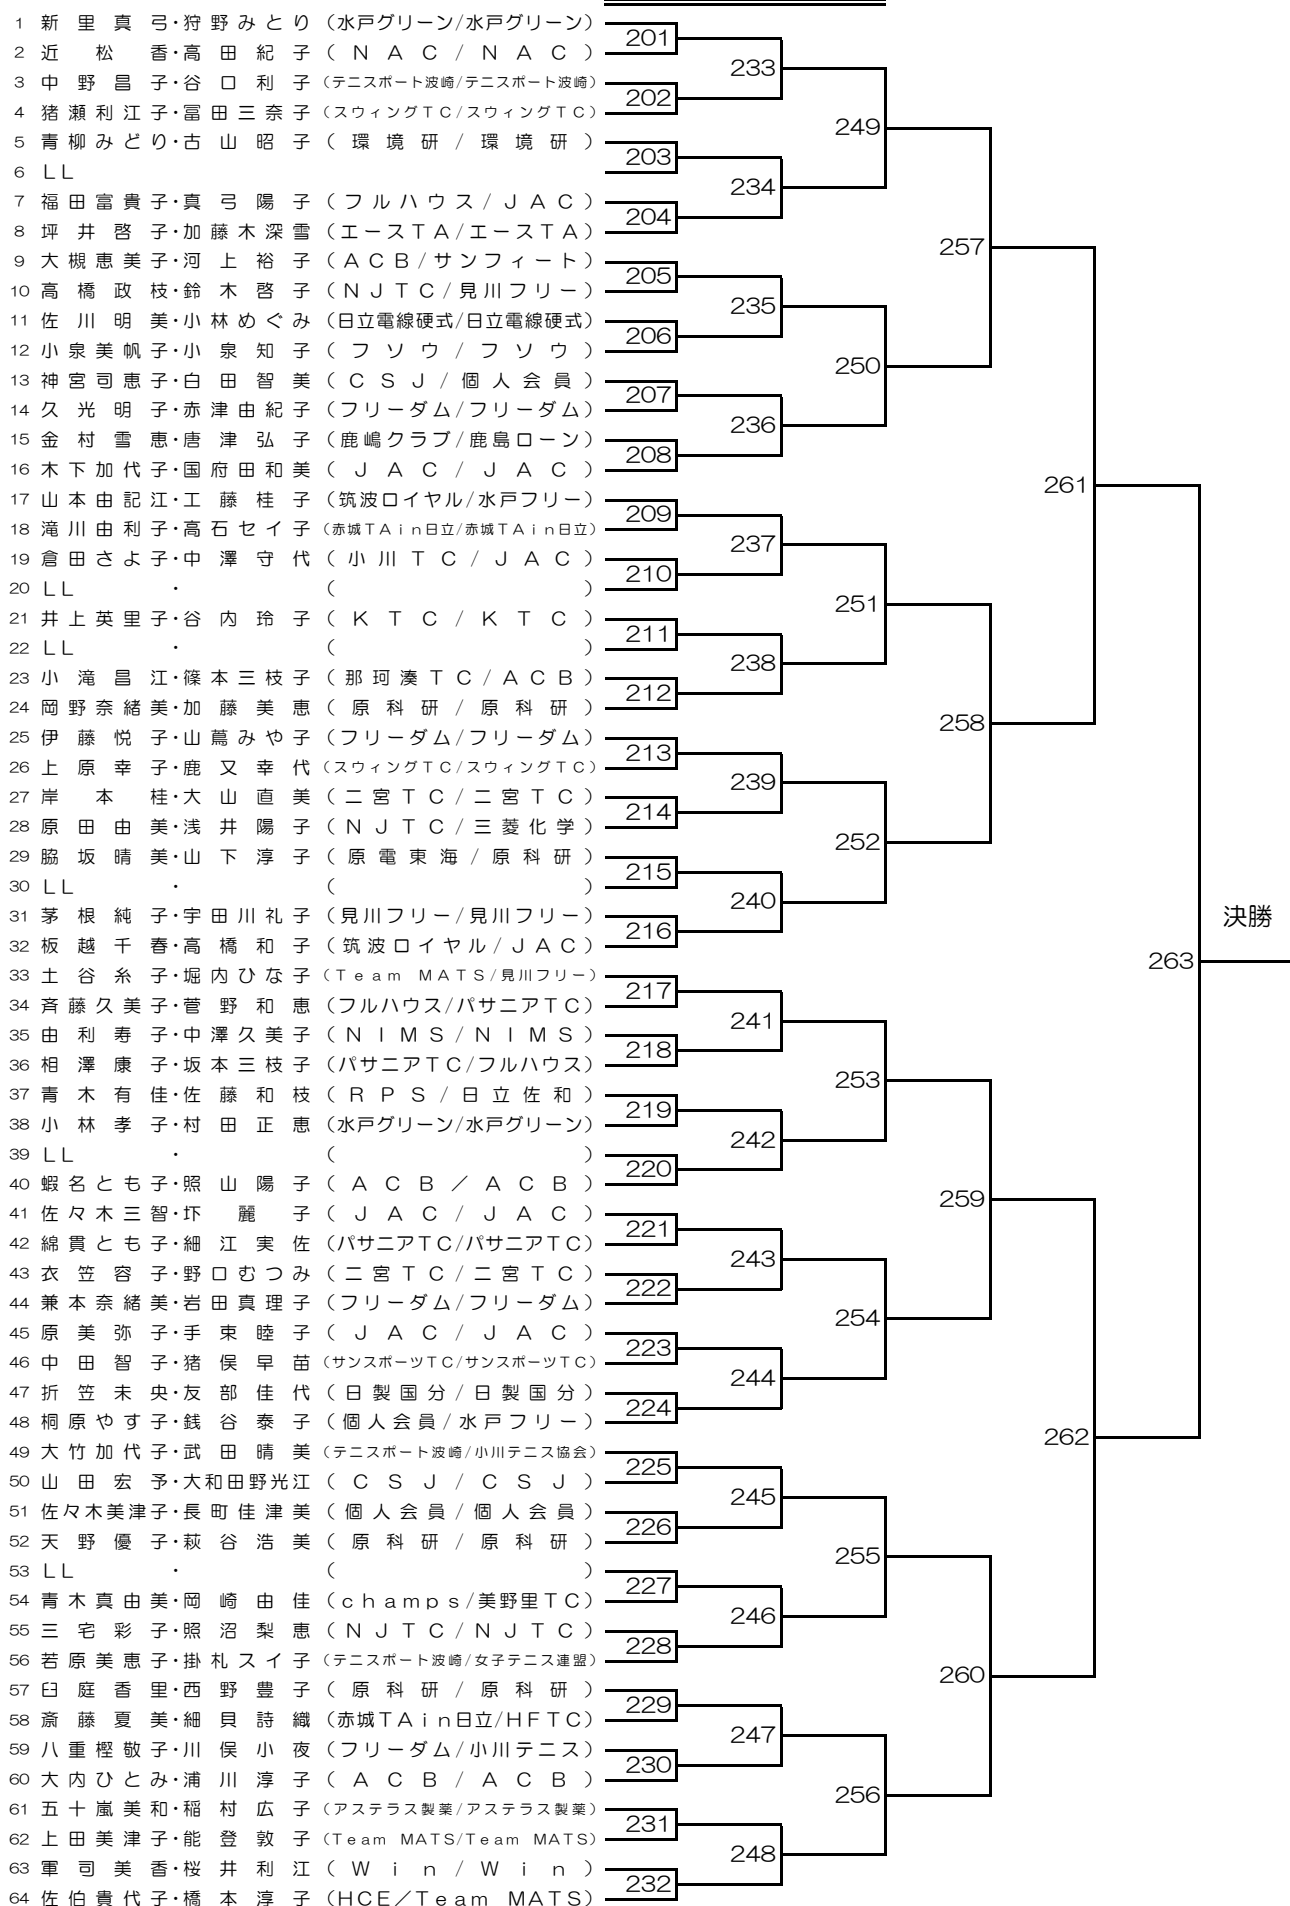 1 新里真弓・狩野みとり (水戸グリーン/水戸グリーン)
2 近松香・高田紀子 (NAC/NAC)
3 中野昌子・谷口利子 (テニスポート波崎/テニスポート波崎)
4 猪瀬利江子・冨田三奈子 (スウィングTC/スウィングTC)
5 青柳みどり・古山昭子 (環境研/環境研)
6 LL
7 福田富貴子・真弓陽子 (フルハウス/JAC)
8 坪井啓子・加藤木深雪 (エースTA/エースTA)
9 大槻恵美子・河上裕子 (ACB/サンフィート)
10 高橋政枝・鈴木啓子 (NJTC/見川フリー)
11 佐川明美・小林めぐみ (日立電線硬式/日立電線硬式)
12 小泉美帆子・小泉知子 (フソウ/フソウ)
13 神宮司恵子・白田智美 (CSJ/個人会員)
14 久光明子・赤津由紀子 (フリーダム/フリーダム)
15 金村雪恵・唐津弘子 (鹿嶋クラブ/鹿島ローン)
16 木下加代子・国府田和美 (JAC/JAC)
17 山本由記江・工藤桂子 (筑波ロイヤル/水戸フリー)
18 滝川由利子・高石セイ子 (赤城TAin日立/赤城TAin日立)
19 倉田さよ子・中澤守代 (小川TC/JAC)
20 LL ・ ( )
21 井上英里子・谷内玲子 (KTC/KTC)
22 LL ・ ( )
23 小滝昌江・篠本三枝子 (那珂湊TC/ACB)
24 岡野奈緒美・加藤美恵 (原科研/原科研)
25 伊藤悦子・山蔦みや子 (フリーダム/フリーダム)
26 上原幸子・鹿又幸代 (スウィングTC/スウィングTC)
27 岸本桂・大山直美 (二宮TC/二宮TC)
28 原田由美・浅井陽子 (NJTC/三菱化学)
29 脇坂晴美・山下淳子 (原電東海/原科研)
30 LL ・ ( )
31 茅根純子・宇田川礼子 (見川フリー/見川フリー)
32 板越千春・高橋和子 (筑波ロイヤル/JAC)
33 土谷糸子・堀内ひな子 (Team MATS/見川フリー)
34 斉藤久美子・菅野和恵 (フルハウス/パサニアTC)
35 由利寿子・中澤久美子 (NIMS/NIMS)
36 相澤康子・坂本三枝子 (パサニアTC/フルハウス)
37 青木有佳・佐藤和枝 (RPS/日立佐和)
38 小林孝子・村田正恵 (水戸グリーン/水戸グリーン)
39 LL ・ ( )
40 蝦名とも子・照山陽子 (ACB/ACB)
41 佐々木三智・圷麗子 (JAC/JAC)
42 綿貫とも子・細江実佐 (パサニアTC/パサニアTC)
43 衣笠容子・野口むつみ (二宮TC/二宮TC)
44 兼本奈緒美・岩田真理子 (フリーダム/フリーダム)
45 原美弥子・手束睦子 (JAC/JAC)
46 中田智子・猪俣早苗 (サンスポーツTC/サンスポーツTC)
47 折笠未央・友部佳代 (日製国分/日製国分)
48 桐原やす子・銭谷泰子 (個人会員/水戸フリー)
49 大竹加代子・武田晴美 (テニスポート波崎/小川テニス協会)
50 山田宏予・大和田野光江 (CSJ/CSJ)
51 佐々木美津子・長町佳津美 (個人会員/個人会員)
52 天野優子・萩谷浩美 (原科研/原科研)
53 LL ・ ( )
54 青木真由美・岡崎由佳 (champs/美野里TC)
55 三宅彩子・照沼梨恵 (NJTC/NJTC)
56 若原美恵子・掛札スイ子 (テニスポート波崎/女子テニス連盟)
57 臼庭香里・西野豊子 (原科研/原科研)
58 斎藤夏美・細貝詩織 (赤城TAin日立/HFTC)
59 八重樫敬子・川俣小夜 (フリーダム/小川テニス)
60 大内ひとみ・浦川淳子 (ACB/ACB)
61 五十嵐美和・稲村広子 (アステラス製薬/アステラス製薬)
62 上田美津子・能登敦子 (Team MATS/Team MATS)
63 軍司美香・桜井利江 (Win/Win)
64 佐伯貴代子・橋本淳子 (HCE/Team MATS)
201
202
203
204
205
206
207
208
209
210
211
212
213
214
215
216
217
218
219
220
221
222
223
224
225
226
227
228
229
230
231
232
233
234
235
236
237
238
239
240
241
242
243
244
245
246
247
248
249
250
251
252
253
254
255
256
257
258
259
260
261
262
263
決勝